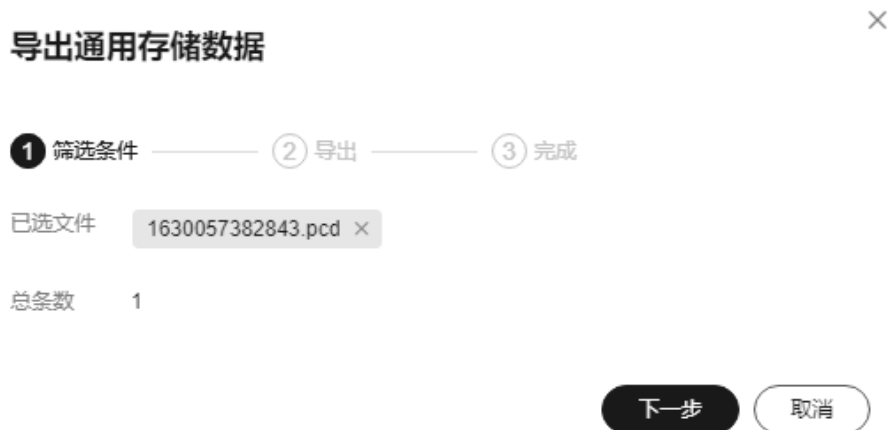 导出通用存储数据
1 筛选条件 2 导出 3 完成
已选文件 1630057382843.pcd
总条数 1
下一步 取消